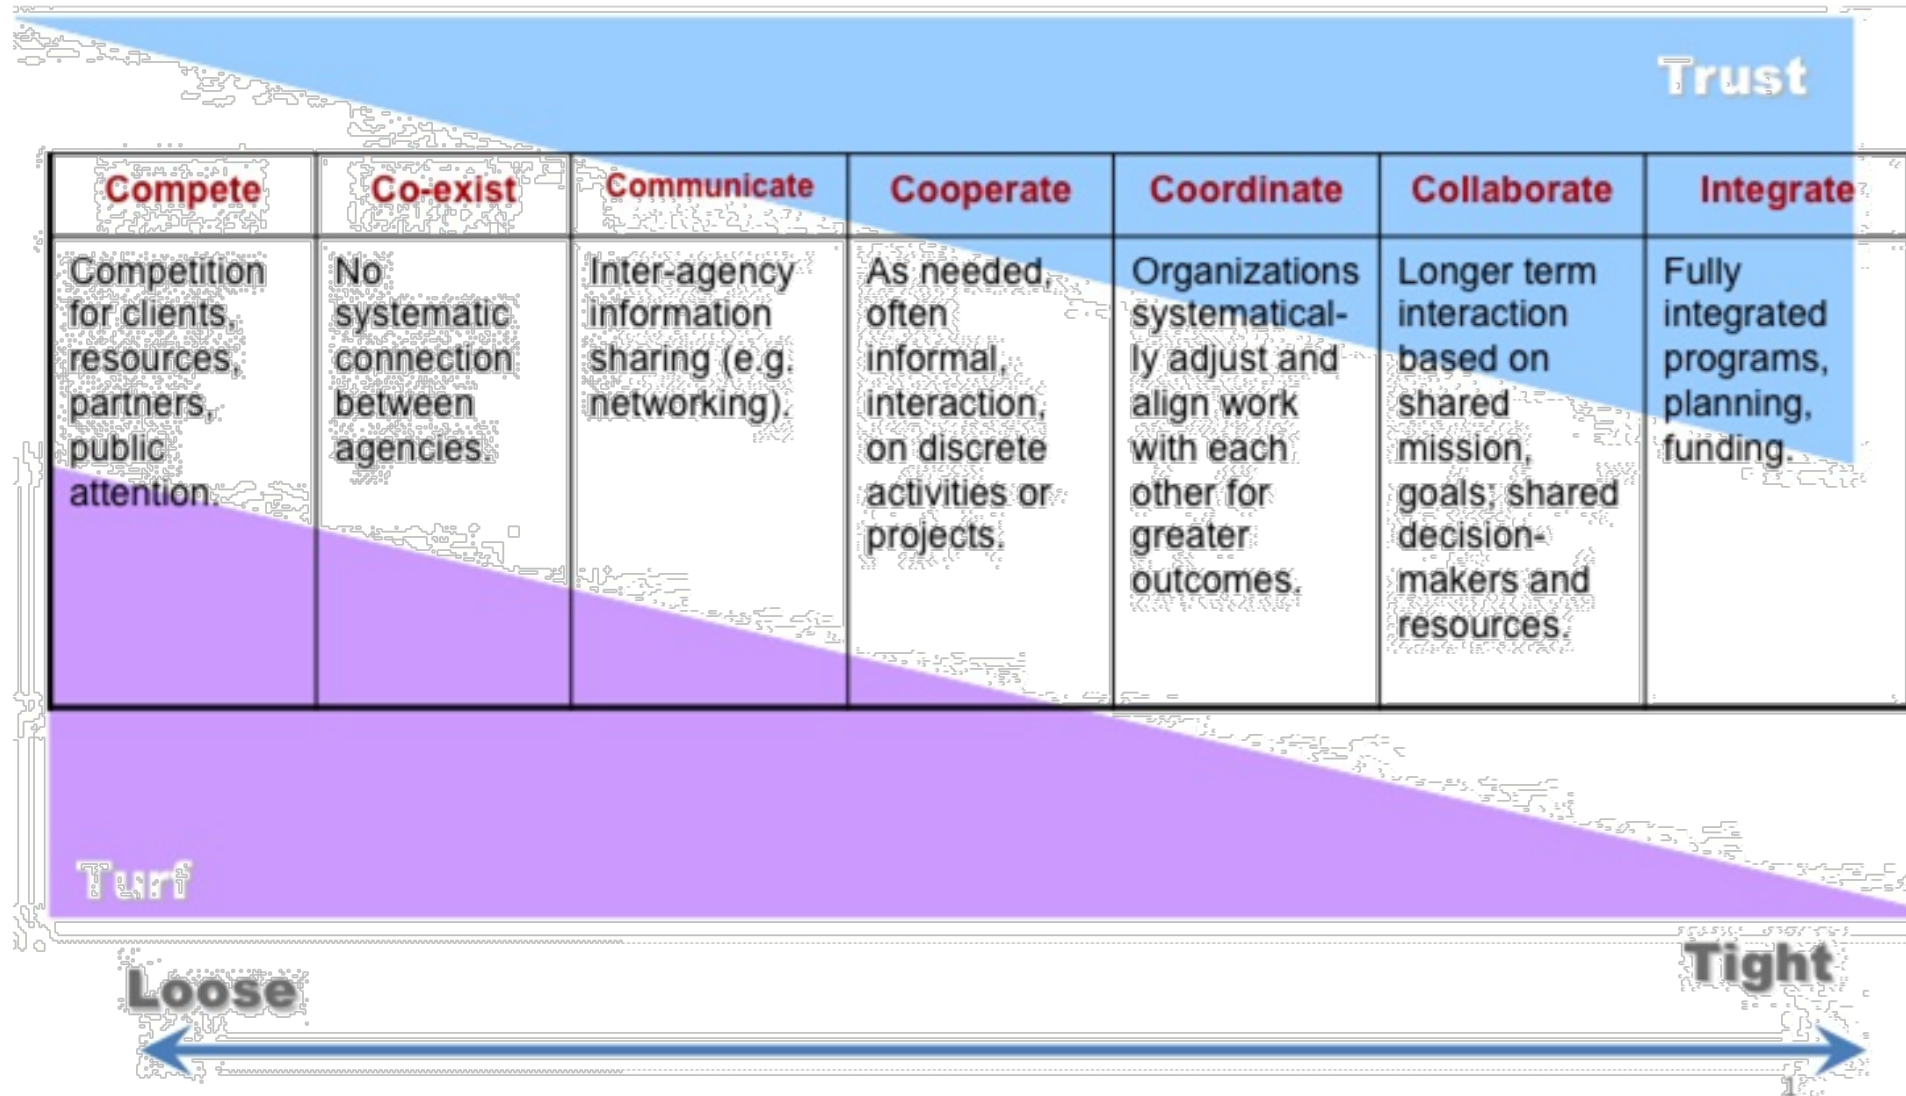 Trust
Compete
Co-exist
Communicate
Cooperate
Coordinate
Collaborate
Integrate
Competition
for clients,
resources,
partners,
public
attention.
No
systematic
connection
between
agencies.
Inter-agency
information
sharing (e.g.
networking).
As needed,
often
informal,
interaction,
on discrete
activities or
projects.
Organizations
systematical-
ly adjust and
align work
with each
other for
greater
outcomes.
Longer term
interaction
based on
shared
mission,
goals; shared
decision-
makers and
resources.
Fully
integrated
programs,
planning,
funding.
Turf
Loose
Tight
1